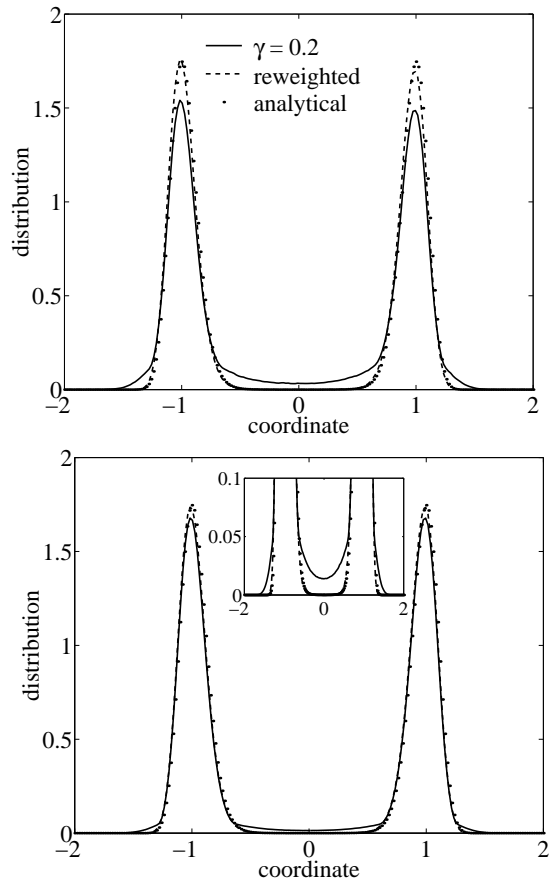 2
γ = 0.2
reweighted
analytical
1.5
1
0.5
0
distribution
−2 −1 0 1 2
coordinate
2
0.1
0.05
0
−2 0 2
1.5
1
0.5
0
distribution
−2 −1 0 1 2
coordinate